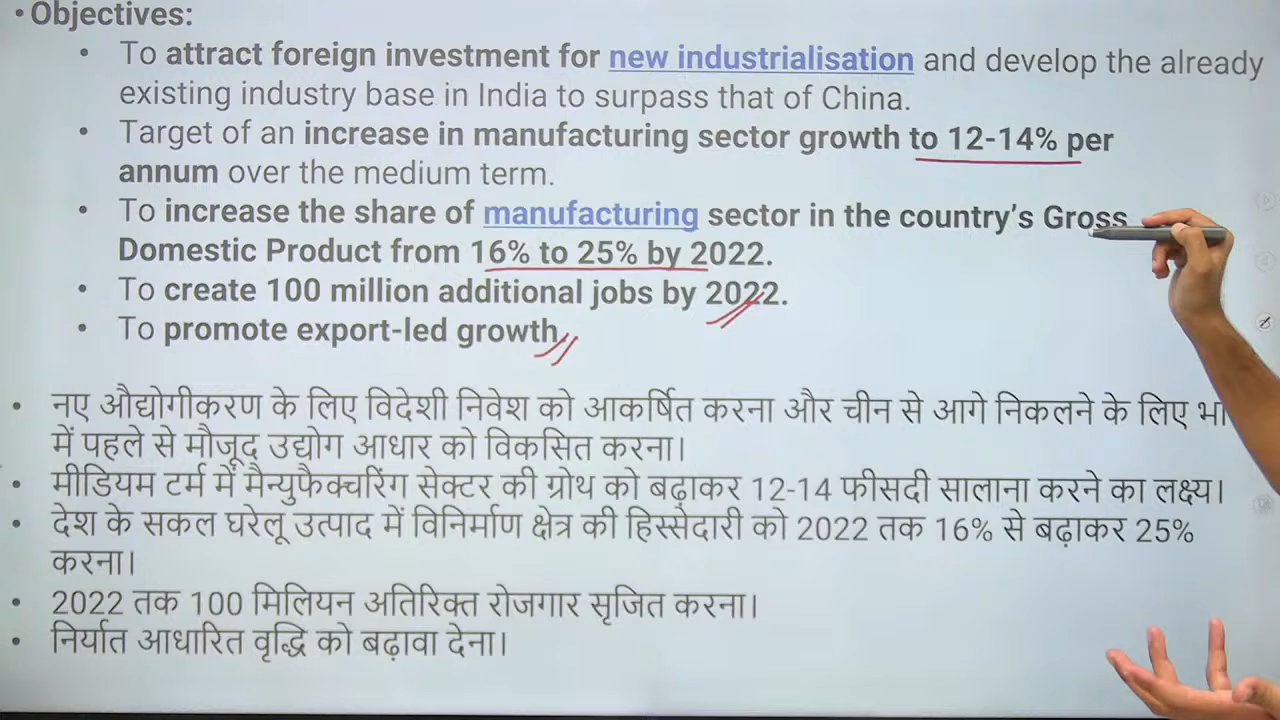 • Objectives:
• To attract foreign investment for new industrialisation and develop the already
existing industry base in India to surpass that of China.
• Target of an increase in manufacturing sector growth to 12-14% per
annum over the medium term.
• To increase the share of manufacturing sector in the country's Gross
Domestic Product from 16% to 25% by 2022.
• To create 100 million additional jobs by 2022.
• To promote export-led growth
• नए औद्योगीकरण के लिए विदेशी निवेश को आकर्षित करना और चीन से आगे निकलने के लिए भा
में पहले से मौजूद उद्योग आधार को विकसित करना।
• मीडियम टर्म में मैन्युफैक्चरिंग सेक्टर की ग्रोथ को बढ़ाकर 12-14 फीसदी सालाना करने का लक्ष्य।
• देश के सकल घरेलू उत्पाद में विनिर्माण क्षेत्र की हिस्सेदारी को 2022 तक 16% से बढ़ाकर 25%
करना।
• 2022 तक 100 मिलियन अतिरिक्त रोजगार सृजित करना।
• निर्यात आधारित वृद्धि को बढ़ावा देना।